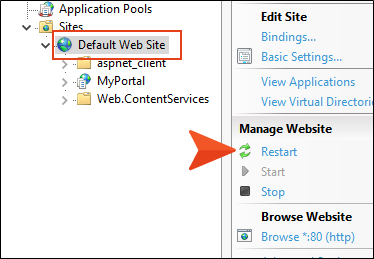 Application Pools
Sites
Default Web Site
aspnet_client
MyPortal
Web.ContentServices
Edit Site
Bindings...
Basic Settings...
View Applications
View Virtual Directorie
Manage Website
Restart
Start
Stop
Browse Website
Browse *:80 (http)